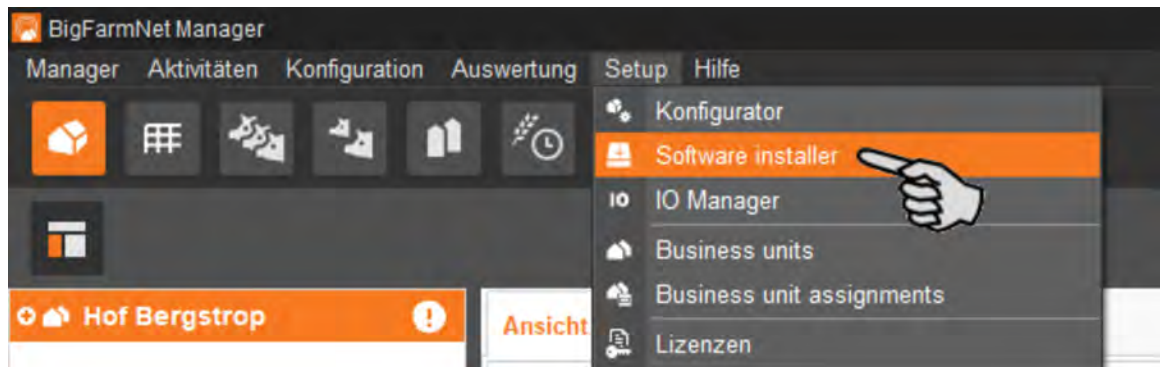 BigFarmNet Manager
Manager Aktivitäten Konfiguration Auswertung Setup Hilfe
Konfigurator
Software installer
IO IO Manager
Business units
Business unit assignments
Lizenzen
Hof Bergstrop
Ansicht